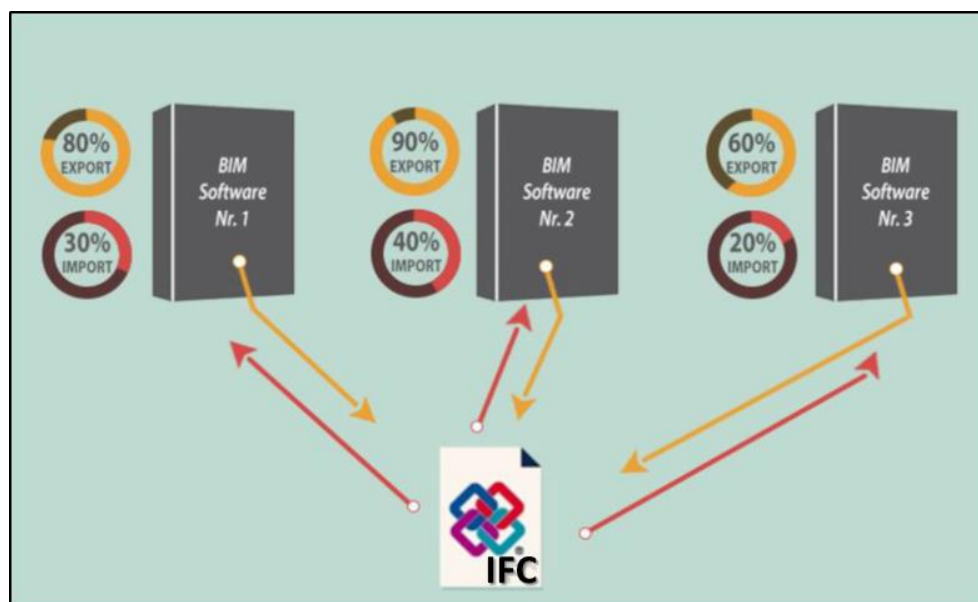 80%
EXPORT
30%
IMPORT
BIM
Software
Nr. 1
90%
EXPORT
40%
IMPORT
BIM
Software
Nr. 2
60%
EXPORT
20%
IMPORT
BIM
Software
Nr. 3
IFC